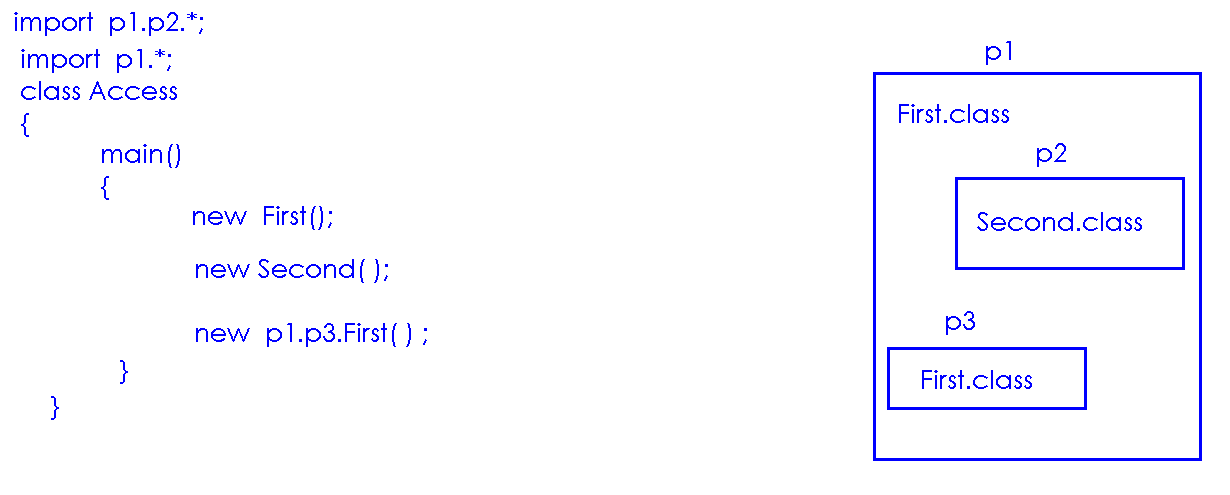 import p1.p2.*;
import p1.*;
class Access
{
main()
{
new First();
new Second( );
new p1.p3.First( ) ;
}
}
p1
First.class
p2
Second.class
p3
First.class